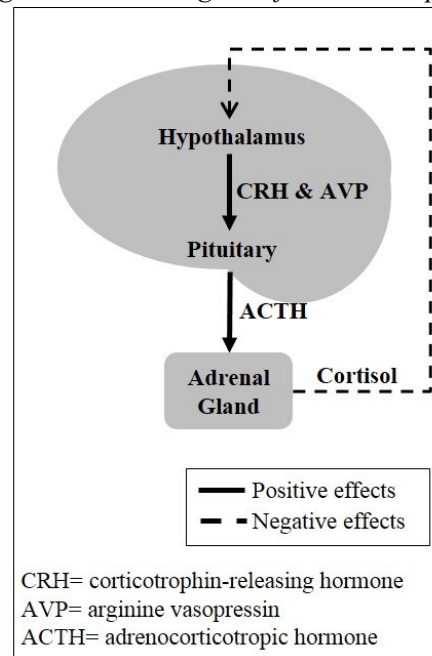 Hypothalamus
CRH & AVP
Pituitary
ACTH
Adrenal
Gland
Cortisol
Positive effects
Negative effects
CRH= corticotrophin-releasing hormone
AVP= arginine vasopressin
ACTH= adrenocorticotropic hormone